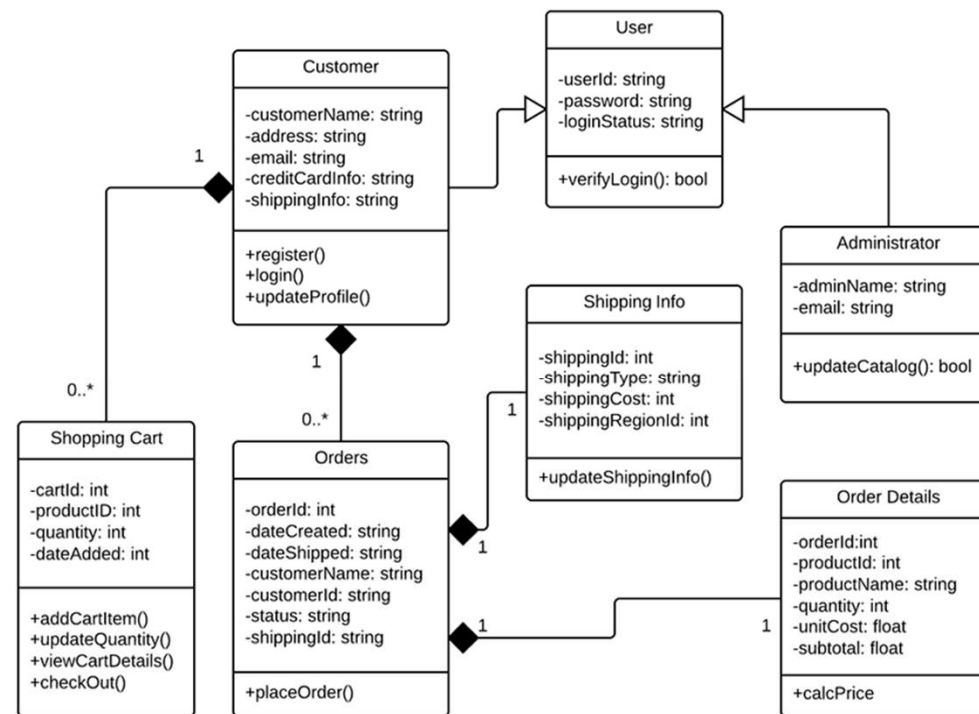 User
-userId: string
-password: string
-loginStatus: string
+verifyLogin(): bool
Customer
-customerName: string
-address: string
-email: string
-creditCardInfo: string
-shippingInfo: string
+register()
+login()
+updateProfile()
1
0..*
1
0..*
Administrator
-adminName: string
-email: string
+updateCatalog(): bool
Shipping Info
-shippingId: int
-shippingType: string
-shippingCost: int
-shippingRegionId: int
+updateShippingInfo()
1
1
Shopping Cart
-cartId: int
-productID: int
-quantity: int
-dateAdded: int
+addCartItem()
+updateQuantity()
+viewCartDetails()
+checkOut()
Orders
-orderId: int
-dateCreated: string
-dateShipped: string
-customerName: string
-customerId: string
-status: string
-shippingId: string
+placeOrder()
1
1
Order Details
-orderId:int
-productId: int
-productName: string
-quantity: int
-unitCost: float
-subtotal: float
+calcPrice